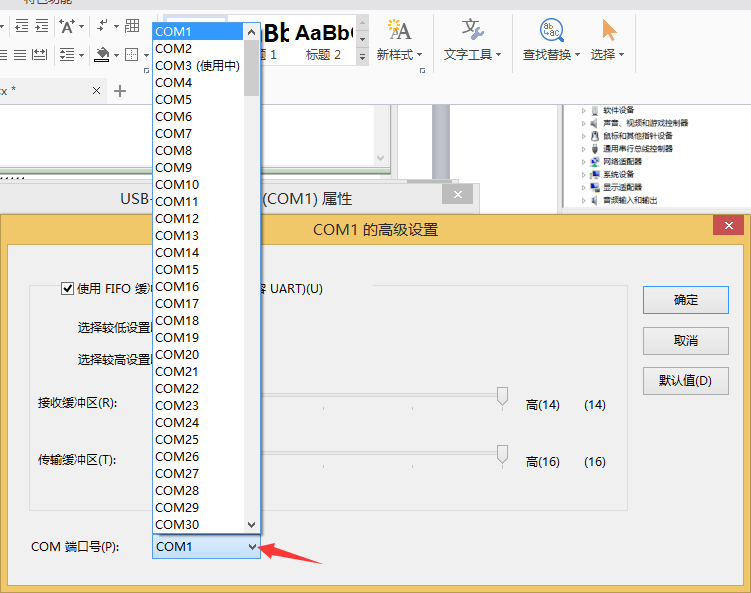 特色功能
Bb AaBb(
题 1 标题 2 新样式 文字工具 查找替换 选择
x *
软件设备
声音、视频和游戏控制器
鼠标和其他指针设备
通用串行总线控制器
网络适配器
系统设备
显示适配器
音频输入和输出
USB- (COM1) 属性
COM1 的高级设置
使用 FIFO 缓 UART)(U)
选择较低设置
选择较高设置
接收缓冲区(R): 高(14) (14)
传输缓冲区(T): 高(16) (16)
COM 端口号(P): COM1
确定
取消
默认值(D)
COM1
COM2
COM3 (使用中)
COM4
COM5
COM6
COM7
COM8
COM9
COM10
COM11
COM12
COM13
COM14
COM15
COM16
COM17
COM18
COM19
COM20
COM21
COM22
COM23
COM24
COM25
COM26
COM27
COM28
COM29
COM30